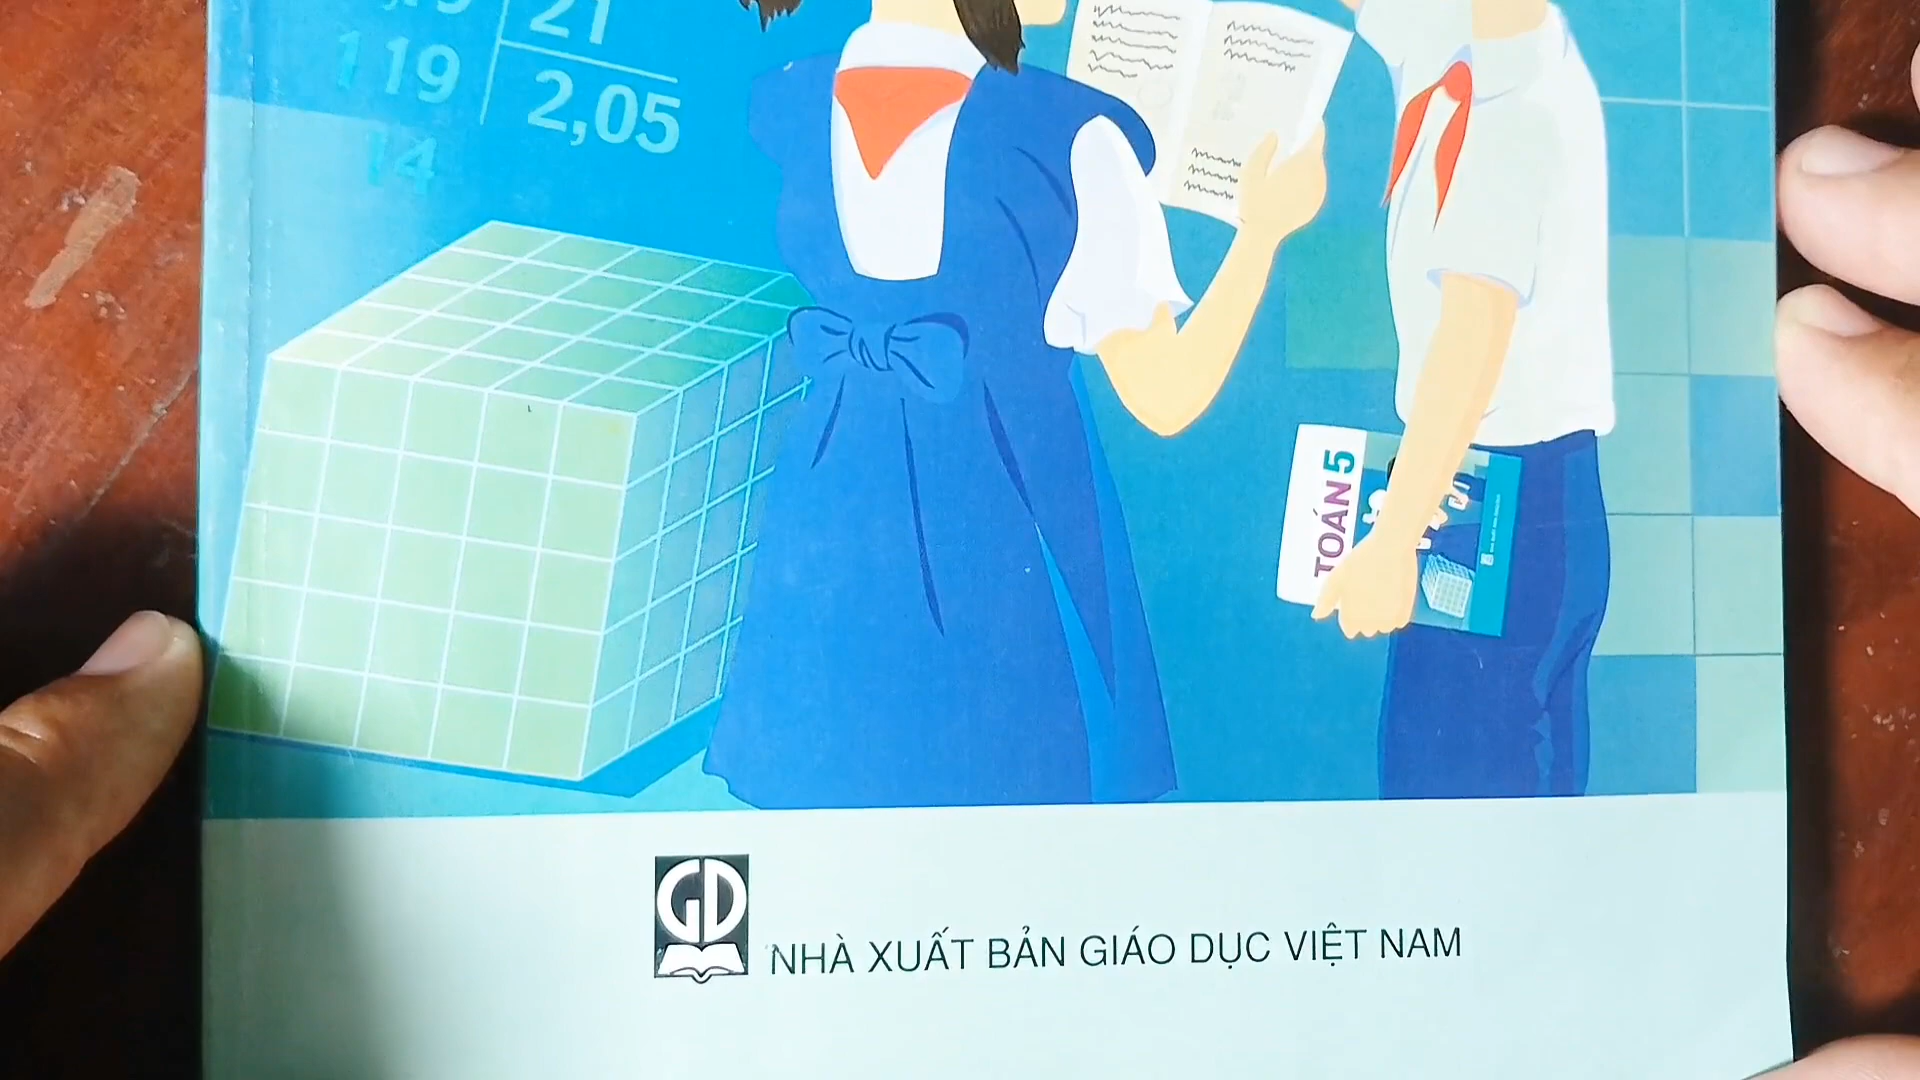 21
119
2,05
14
TOÁN 5
GD
NHÀ XUẤT BẢN GIÁO DỤC VIỆT NAM